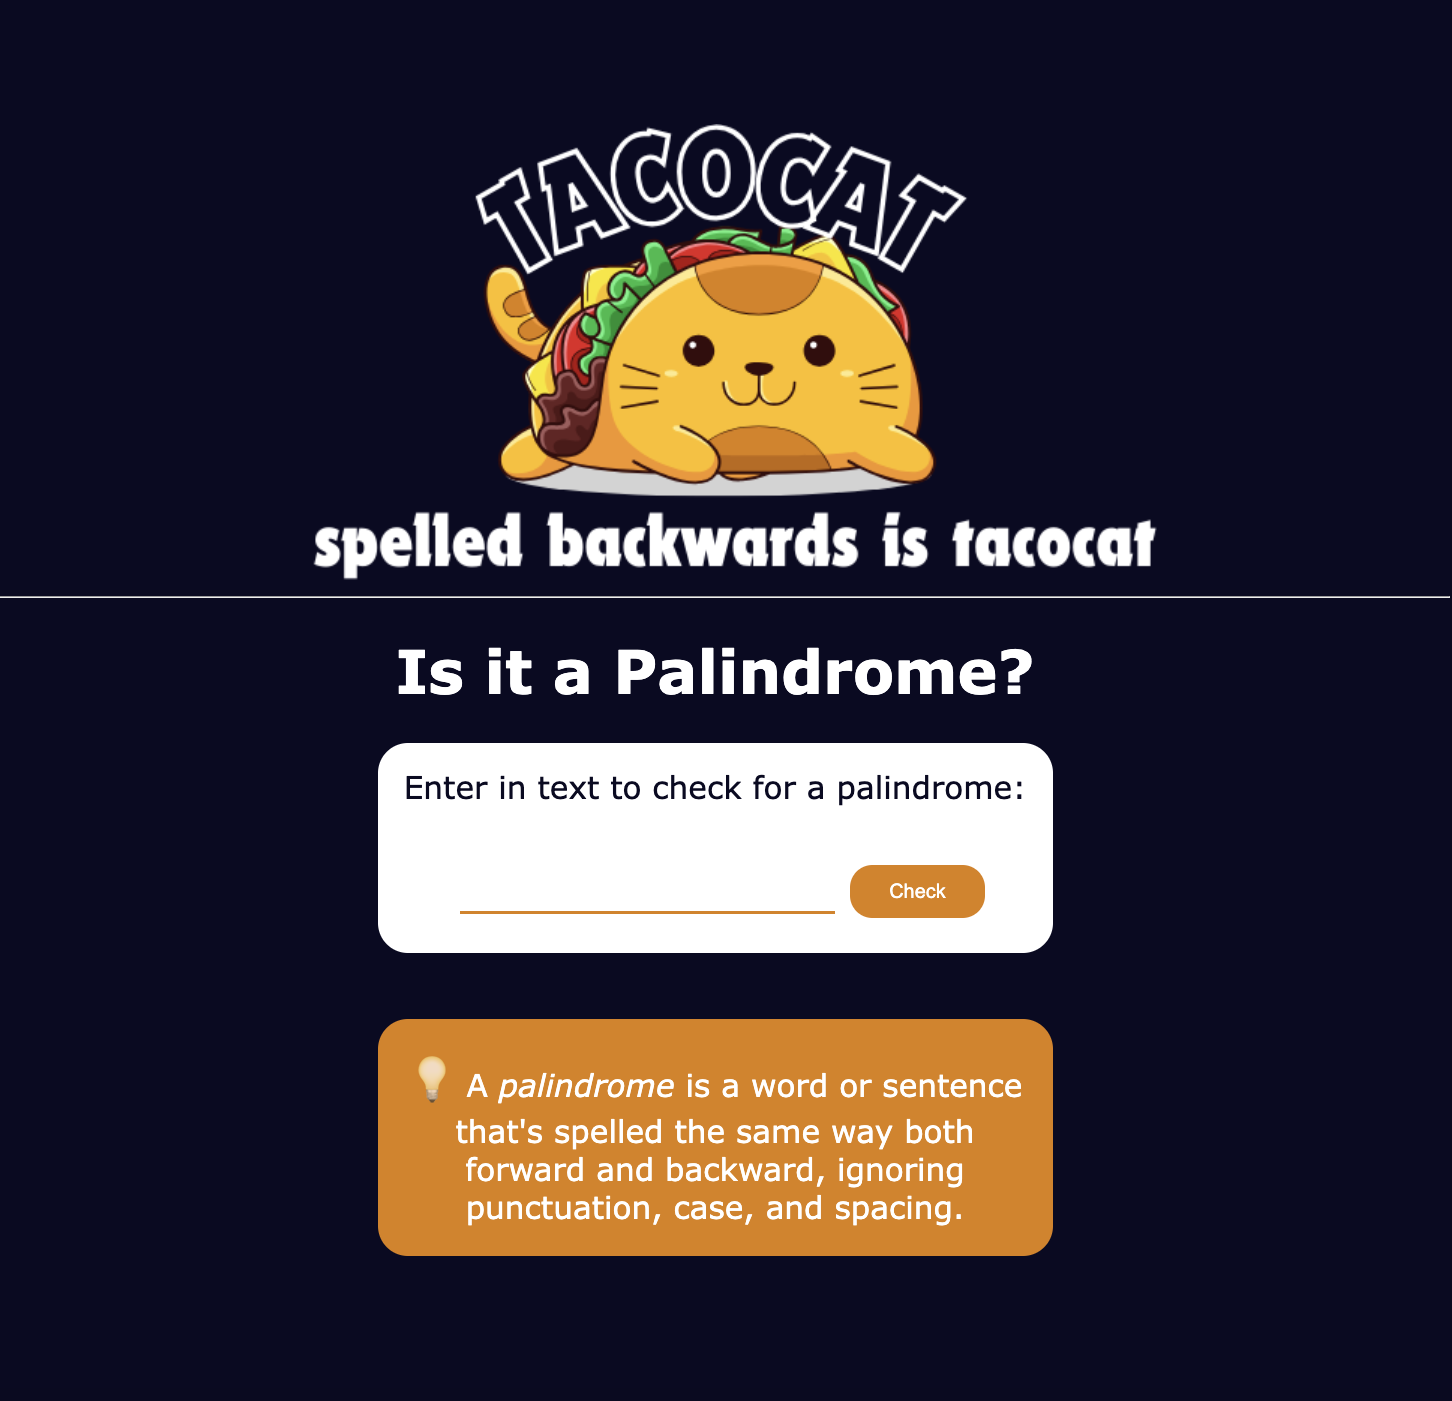 TACOCAT
spelled backwards is tacocat
Is it a Palindrome?
Enter in text to check for a palindrome:
Check
A palindrome is a word or sentence
that's spelled the same way both
forward and backward, ignoring
punctuation, case, and spacing.